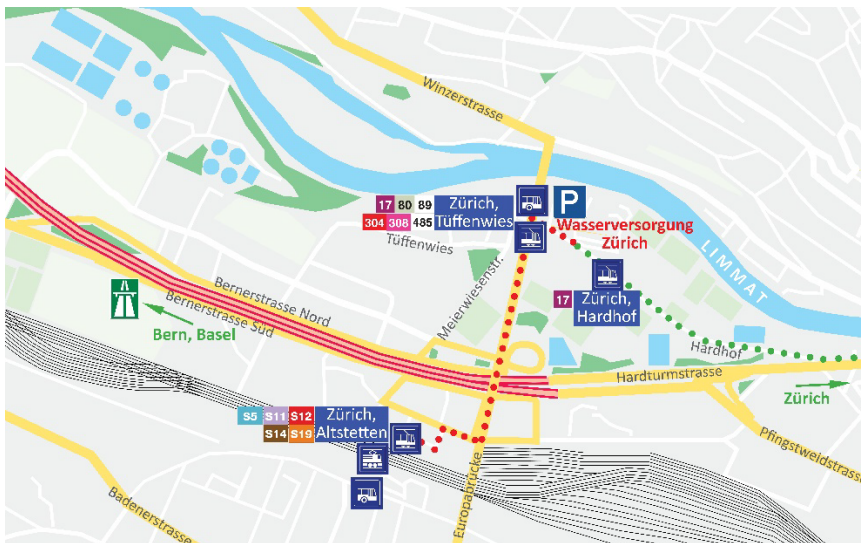 Winzerstrasse
17 80 89 Zürich,
304 308 485 Tüffenwies
P
Wasserversorgung
Zürich
Tüffenwies
LIMMAT
Meierwiesenstr.
17 Zürich,
Hardhof
Bernerstrasse Nord
Bernerstrasse Süd
Bern, Basel
Hardhof
Hardturmstrasse
Zürich
S5 S11 S12 Zürich,
S14 S19 Altstetten
Pfingstweidstrasse
Europabrücke
Badenerstrasse